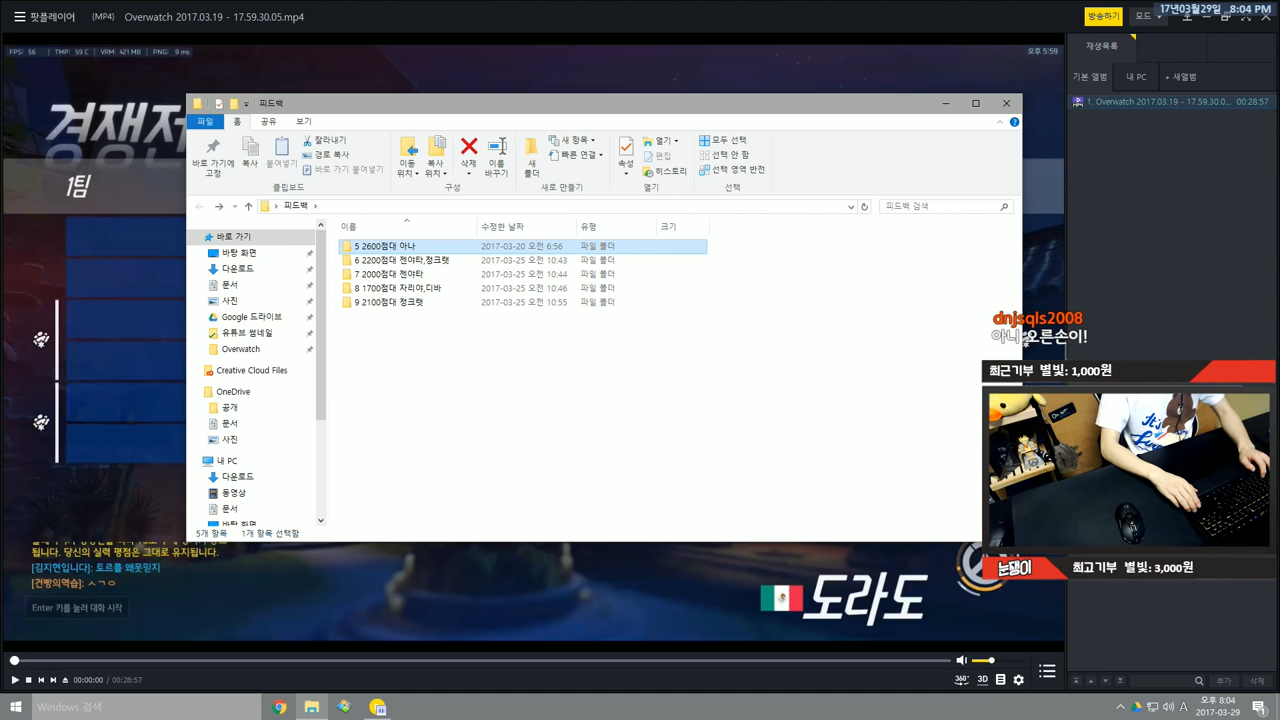 팟플레이어
(MP4)
Overwatch 2017.03.19 - 17.59.30.05.mp4
방송하기
모드
17년03월29일 8:04 PM
FPS: 56 | TMP: 59 C | VRM: 421 MB | PNG: 9 ms
오후 5:59
재생목록
기본 앨범
내 PC
+ 새앨범
1. Overwatch 2017.03.19 - 17.59.30.0...
00:28:57
1팀
피드백
파일
홈
공유
보기
바로 가기에
고정
복사
붙여넣기
잘라내기
경로 복사
바로 가기 붙여넣기
클립보드
이동
위치
복사
위치
삭제
이름
바꾸기
구성
새
폴더
새 항목
빠른 연결
새로 만들기
속성
열기
편집
히스토리
열기
모두 선택
선택 안 함
선택 영역 반전
선택
피드백
피드백 검색
이름
수정한 날짜
유형
크기
5 2600점대 아나 2017-03-20 오전 6:56 파일 폴더
6 2200점대 젠야타,정크랫 2017-03-25 오전 10:43 파일 폴더
7 2000점대 젠야타 2017-03-25 오전 10:44 파일 폴더
8 1700점대 자리야,디바 2017-03-25 오전 10:46 파일 폴더
9 2100점대 정크랫 2017-03-25 오전 10:55 파일 폴더
바로 가기
바탕 화면
다운로드
문서
사진
Google 드라이브
유튜브 썸네일
Overwatch
Creative Cloud Files
OneDrive
공개
문서
사진
내 PC
다운로드
동영상
문서
바탕 화면
5개 항목
1개 항목 선택함
dnjsqls2008
아니 오른손이!
최근기부 별빛: 1,000원
눈쟁이
최고기부 별빛: 3,000원
됩니다. 당신의 실력 평점은 그대로 유지됩니다.
[김지현입니다]: 토르를 왜못믿지
[건빵의역습]: ㅅㄱㅇ
Enter 키를 눌러 대화 시작
도라도
00:00:00 / 00:28:57
360°
3D
추가
삭제
Windows 검색
A
오후 8:04
2017-03-29
1